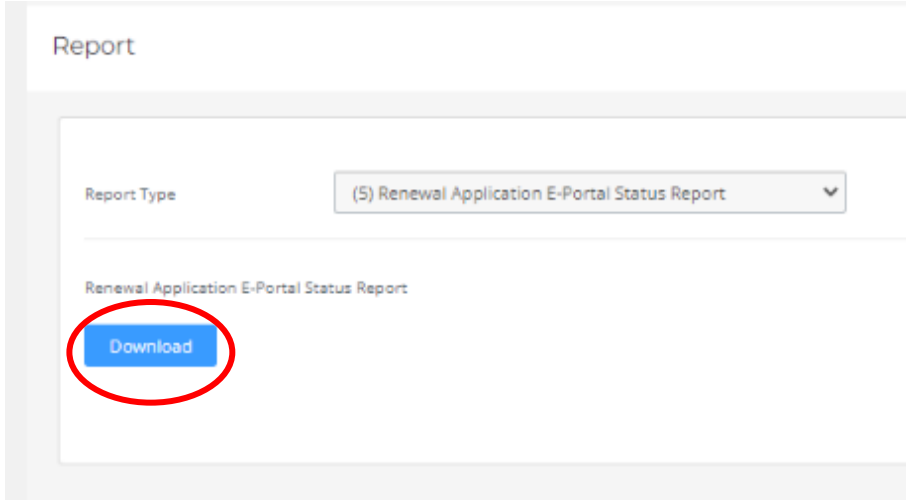 Report
Report Type
(5) Renewal Application E-Portal Status Report
Renewal Application E-Portal Status Report
Download